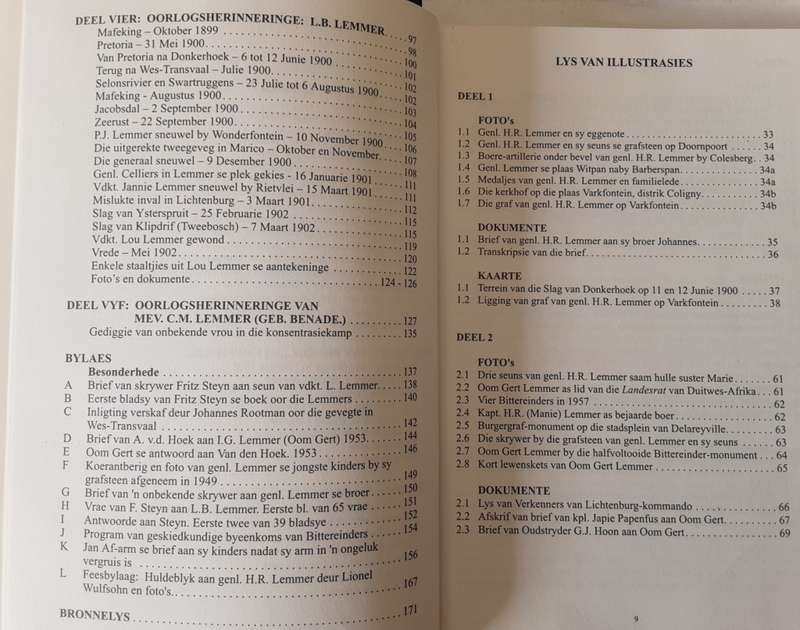 DEEL VIER: OORLOGSHERINNERINGE: L.B. LEMMER
Mafeking – Oktober 1899 97
Pretoria – 31 Mei 1900 98
Van Pretoria na Donkerhoek – 6 tot 12 Junie 1900 100
Terug na Wes-Transvaal – Julie 1900 101
Selonsrivier en Swartruggens – 23 Julie tot 6 Augustus 1900 102
Mafeking - Augustus 1900 102
Jacobsdal – 2 September 1900 103
Zeerust – 22 September 1900 104
P.J. Lemmer sneuwel by Wonderfontein – 10 November 1900 105
Die uitgerekte tweegeveg in Marico – Oktober en November 106
Die generaal sneuwel – 9 Desember 1900 107
Genl. Celliers in Lemmer se plek gekies - 16 Januarie 1901 108
Vdkt. Jannie Lemmer sneuwel by Rietvlei – 15 Maart 1901 111
Mislukte inval in Lichtenburg – 3 Maart 1901 111
Slag van Ysterspruit – 25 Februarie 1902 112
Slag van Klipdrif (Tweebosch) – 7 Maart 1902 115
Vdkt. Lou Lemmer gewond 115
Vrede – Mei 1902 119
120
Enkele staaltjies uit Lou Lemmer se aantekeninge 122
Foto's en dokumente 124 - 126
DEEL VYF: OORLOGSHERINNERINGE VAN
MEV. C.M. LEMMER (GEB. BENADE.) 127
Gediggie van onbekende vrou in die konsentrasiekamp 135
BYLAES
Besonderhede 137
A Brief van skrywer Fritz Steyn aan seun van vdkt. L. Lemmer 138
B Eerste bladsy van Fritz Steyn se boek oor die Lemmers 140
C Inligting verskaf deur Johannes Rootman oor die gevegte in
Wes-Transvaal 142
D Brief van A. v.d. Hoek aan I.G. Lemmer (Oom Gert) 1953 144
E Oom Gert se antwoord aan Van den Hoek. 1953 146
F Koerantberig en foto van genl. Lemmer se jongste kinders by sy
grafsteen afgeneem in 1949 149
G Brief van 'n onbekende skrywer aan genl. Lemmer se broer 150
H Vrae van F. Steyn aan L.B. Lemmer. Eerste bl. van 65 vrae 151
I Antwoorde aan Steyn. Eerste twee van 39 bladsye 152
J Program van geskiedkundige byeenkoms van Bittereinders 154
K Jan Af-arm se brief aan sy kinders nadat sy arm in 'n ongeluk
vergruis is 156
L Feesbylaag: Huldeblyk aan genl. H.R. Lemmer deur Lionel
Wulfsohn en foto's 167
BRONNELYS 171
LYS VAN ILLUSTRASIES
DEEL 1
FOTO's
1.1 Genl. H.R. Lemmer en sy eggenote 33
1.2 Genl. H.R. Lemmer en sy seuns se grafsteen op Doornpoort 34
1.3 Boere-artillerie onder bevel van genl. H.R. Lemmer by Colesberg 34
1.4 Genl. Lemmer se plaas Witpan naby Barberspan 34a
1.5 Medaljes van genl. H.R. Lemmer en familielede 34a
1.6 Die kerkhof op die plaas Varkfontein, distrik Coligny 34b
1.7 Die graf van genl. H.R. Lemmer op Varkfontein 34b
DOKUMENTE
1.1 Brief van genl. H.R. Lemmer aan sy broer Johannes 35
1.2 Transkripsie van die brief 36
KAARTE
1.1 Terrein van die Slag van Donkerhoek op 11 en 12 Junie 1900 37
1.2 Ligging van graf van genl. H.R. Lemmer op Varkfontein 38
DEEL 2
FOTO's
2.1 Drie seuns van genl. H.R. Lemmer saam hulle suster Marie 61
2.2 Oom Gert Lemmer as lid van die Landesrat van Duitwes-Afrika 61
2.3 Vier Bittereinders in 1957 62
2.4 Kapt. H.R. (Manie) Lemmer as bejaarde boer 62
2.5 Burgergraf-monument op die stadsplein van Delareyville 63
2.6 Die skrywer by die grafsteen van genl. Lemmer en sy seuns 63
2.7 Oom Gert Lemmer by die halfvoltooide Bittereinder-monument 64
2.8 Kort lewenskets van Oom Gert Lemmer 65
DOKUMENTE
2.1 Lys van Verkenners van Lichtenburg-kommando 66
2.2 Afskrif van brief van kpl. Japie Papenfus aan Oom Gert 67
2.3 Brief van Oudstryder G.J. Hoon aan Oom Gert 69
9